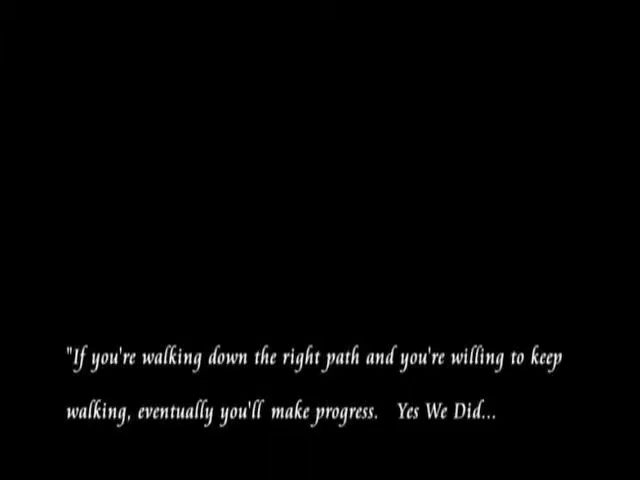 "If you're walking down the right path and you're willing to keep
walking, eventually you'll make progress. Yes We Did...